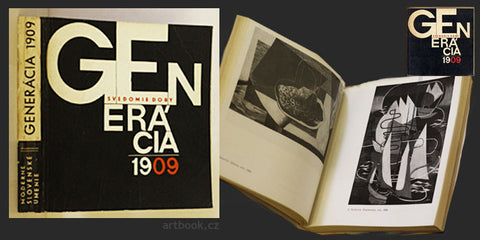 GENERÁCIA 1909
MODERNÉ
SLOVENSKÉ
UMENIE
GEN
SVEDOMIE DOBY
ERÁ
CIA
1909
artbook.cz
GEN
ERÁ
CIA
1909